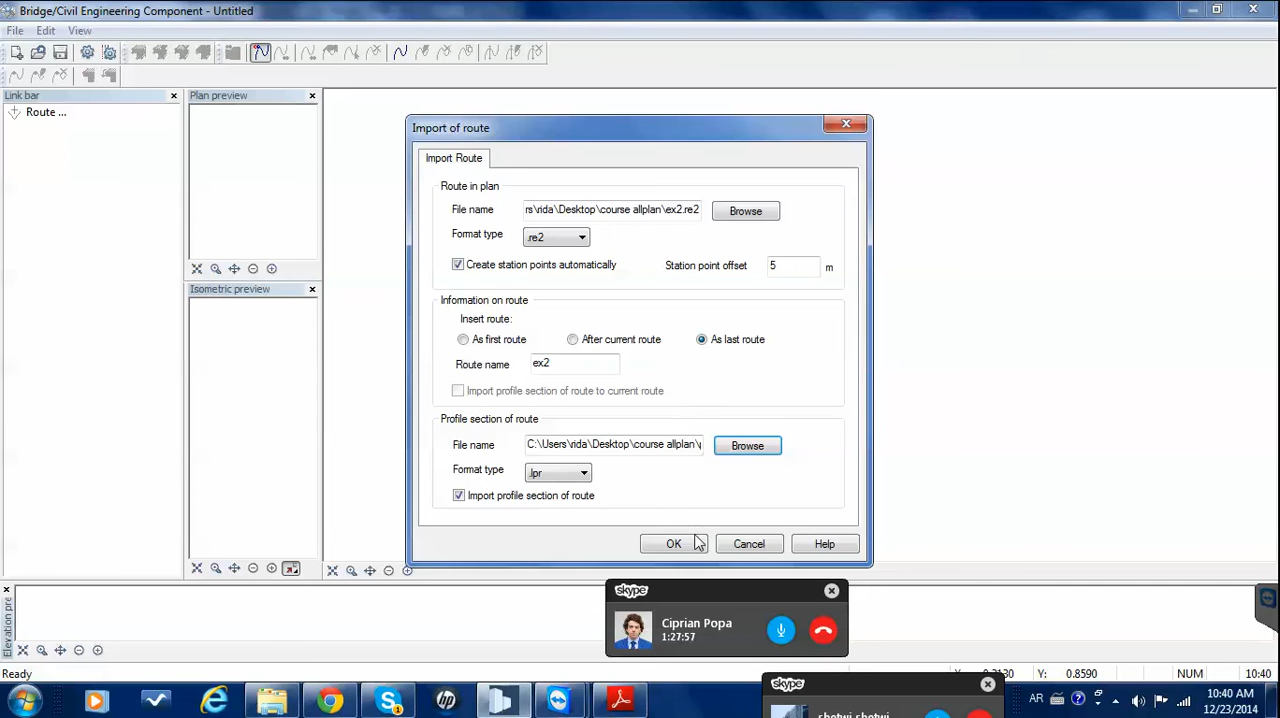 Bridge/Civil Engineering Component - Untitled
File Edit View
Link bar
Plan preview
Route ...
Isometric preview
Import of route
Import Route
Route in plan
File name rs\rida\Desktop\course allplan\ex2.re2 Browse
Format type .re2
Create station points automatically Station point offset 5 m
Information on route
Insert route:
As first route After current route As last route
Route name ex2
Import profile section of route to current route
Profile section of route
File name C:\Users\rida\Desktop\course allplan\ Browse
Format type .lpr
Import profile section of route
OK Cancel Help
skype
Ciprian Popa
1:27:57
Elevation pre
Ready Y: 0.8590 NUM 10:40
skype
AR
10:40 AM
12/23/2014